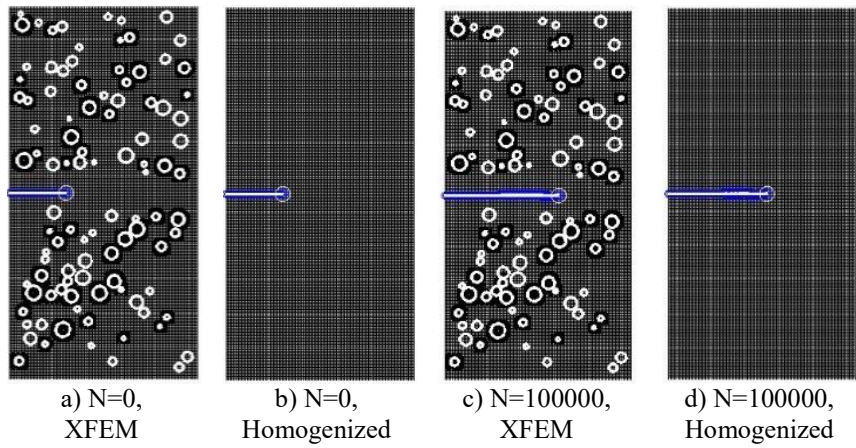 a) N=0,
XFEM
b) N=0,
Homogenized
c) N=100000,
XFEM
d) N=100000,
Homogenized